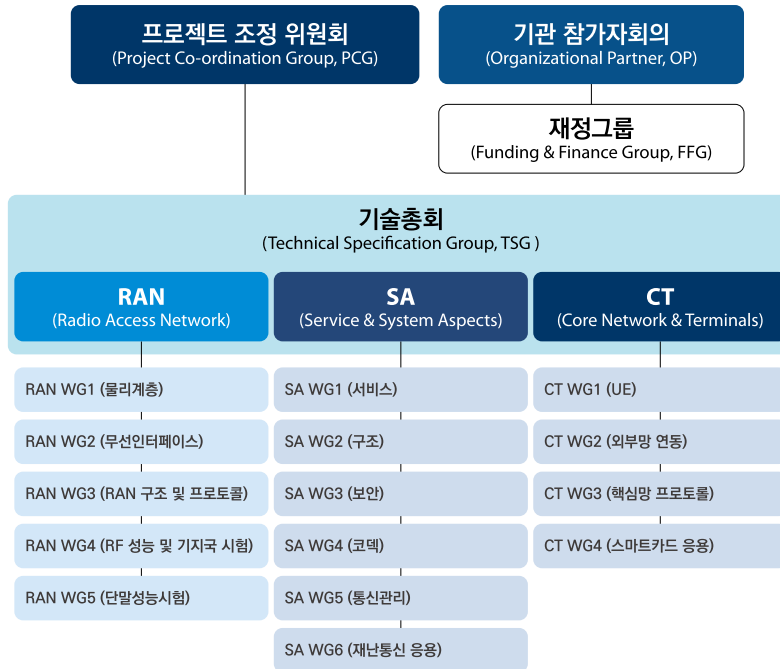 프로젝트 조정 위원회
(Project Co-ordination Group, PCG)
기관 참가자회의
(Organizational Partner, OP)
재정그룹
(Funding & Finance Group, FFG)
기술총회
(Technical Specification Group, TSG )
RAN
(Radio Access Network)
SA
(Service & System Aspects)
CT
(Core Network & Terminals)
RAN WG1 (물리계층)
RAN WG2 (무선인터페이스)
RAN WG3 (RAN 구조 및 프로토콜)
RAN WG4 (RF 성능 및 기지국 시험)
RAN WG5 (단말성능시험)
SA WG1 (서비스)
SA WG2 (구조)
SA WG3 (보안)
SA WG4 (코덱)
SA WG5 (통신관리)
SA WG6 (재난통신 응용)
CT WG1 (UE)
CT WG2 (외부망 연동)
CT WG3 (핵심망 프로토롤)
CT WG4 (스마트카드 응용)